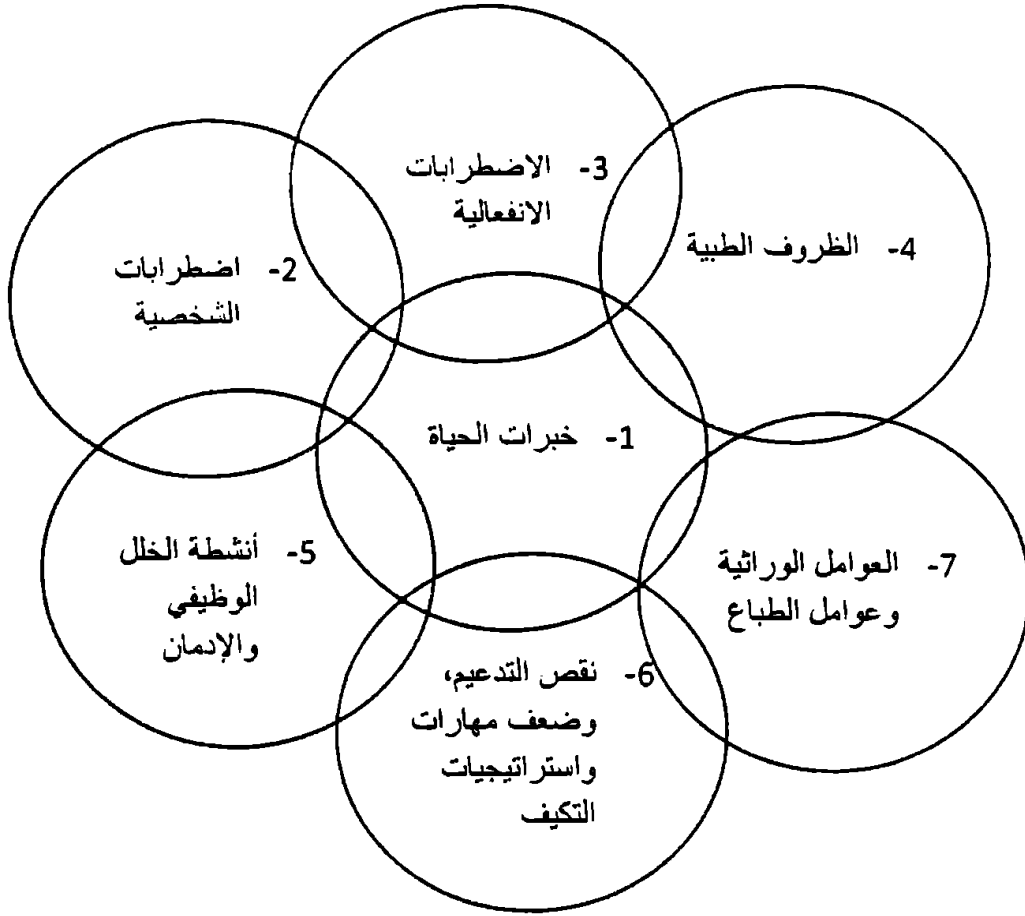 3- الاضطرابات
الانفعالية
4- الظروف الطبية
2- اضطرابات
الشخصية
1- خبرات الحياة
5- أنشطة الخلل
الوظيفي
والإدمان
7- العوامل الوراثية
وعوامل الطباع
6- نقص التدعيم،
وضعف مهارات
واستراتيجيات
التكيف